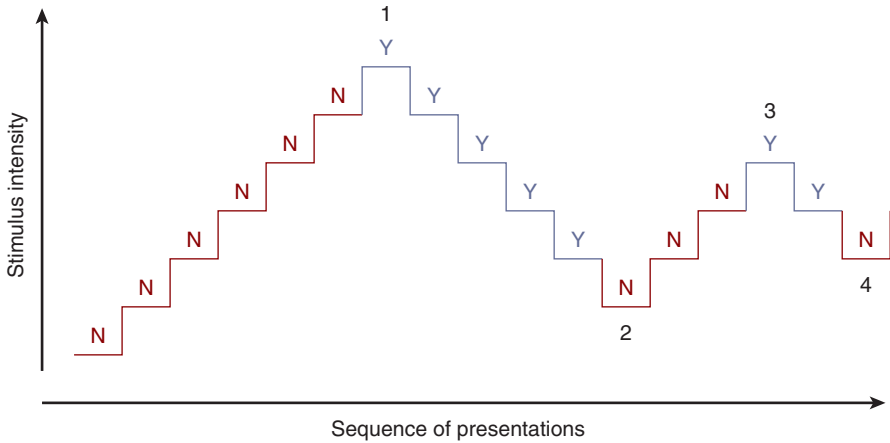 1
Y
N Y
3
N Y Y
N Y N Y
N Y N N
N N 4
N 2
Stimulus intensity
Sequence of presentations